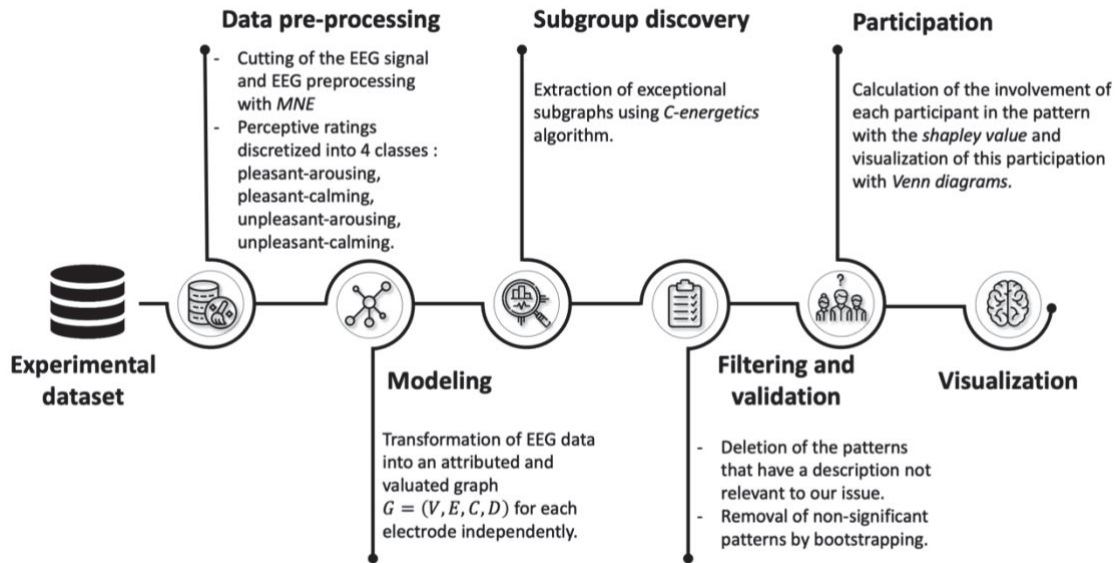 Data pre-processing
- Cutting of the EEG signal
and EEG preprocessing
with MNE
- Perceptive ratings
discretized into 4 classes :
pleasant-arousing,
pleasant-calming,
unpleasant-arousing,
unpleasant-calming.
Subgroup discovery
Extraction of exceptional
subgraphs using C-energetics
algorithm.
Participation
Calculation of the involvement of
each participant in the pattern
with the shapley value and
visualization of this participation
with Venn diagrams.
?
Experimental
dataset
Modeling
Transformation of EEG data
into an attributed and
valuated graph
G = (V, E, C, D) for each
electrode independently.
Filtering and
validation
- Deletion of the patterns
that have a description not
relevant to our issue.
- Removal of non-significant
patterns by bootstrapping.
Visualization